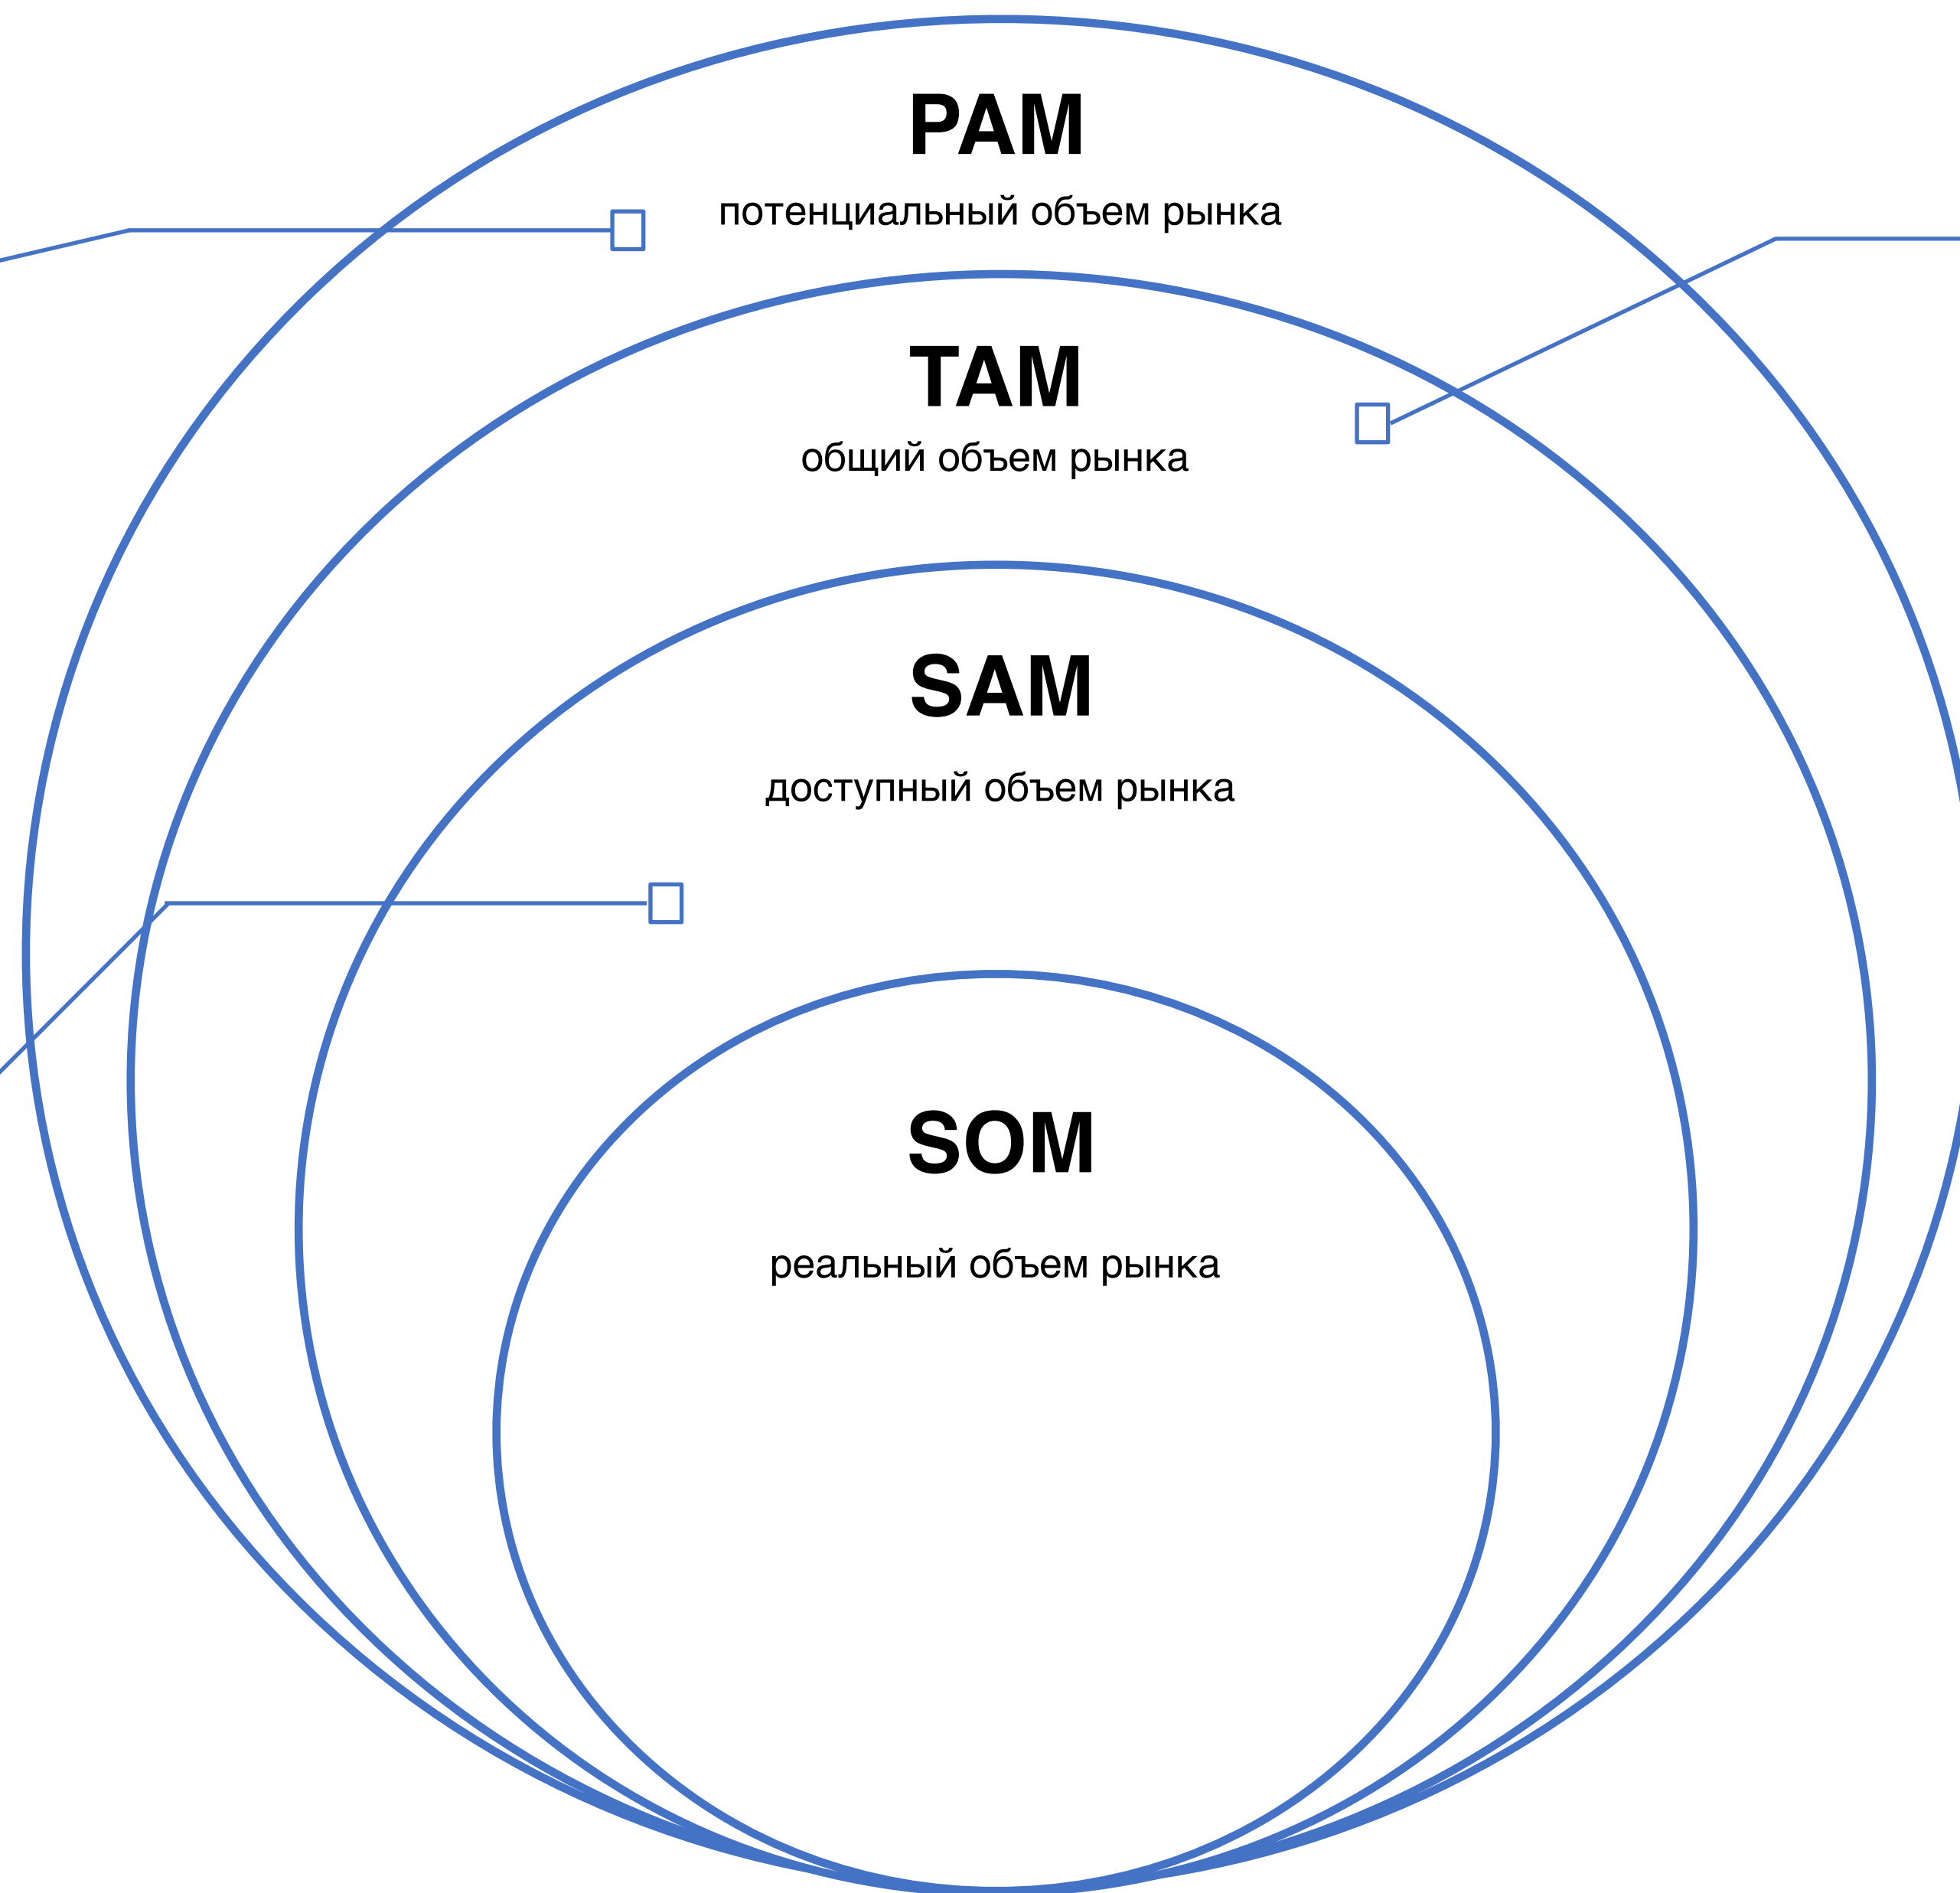 PAM
потенциальный объем рынка
TAM
общий объем рынка
SAM
доступный объем рынка
SOM
реальный объем рынка